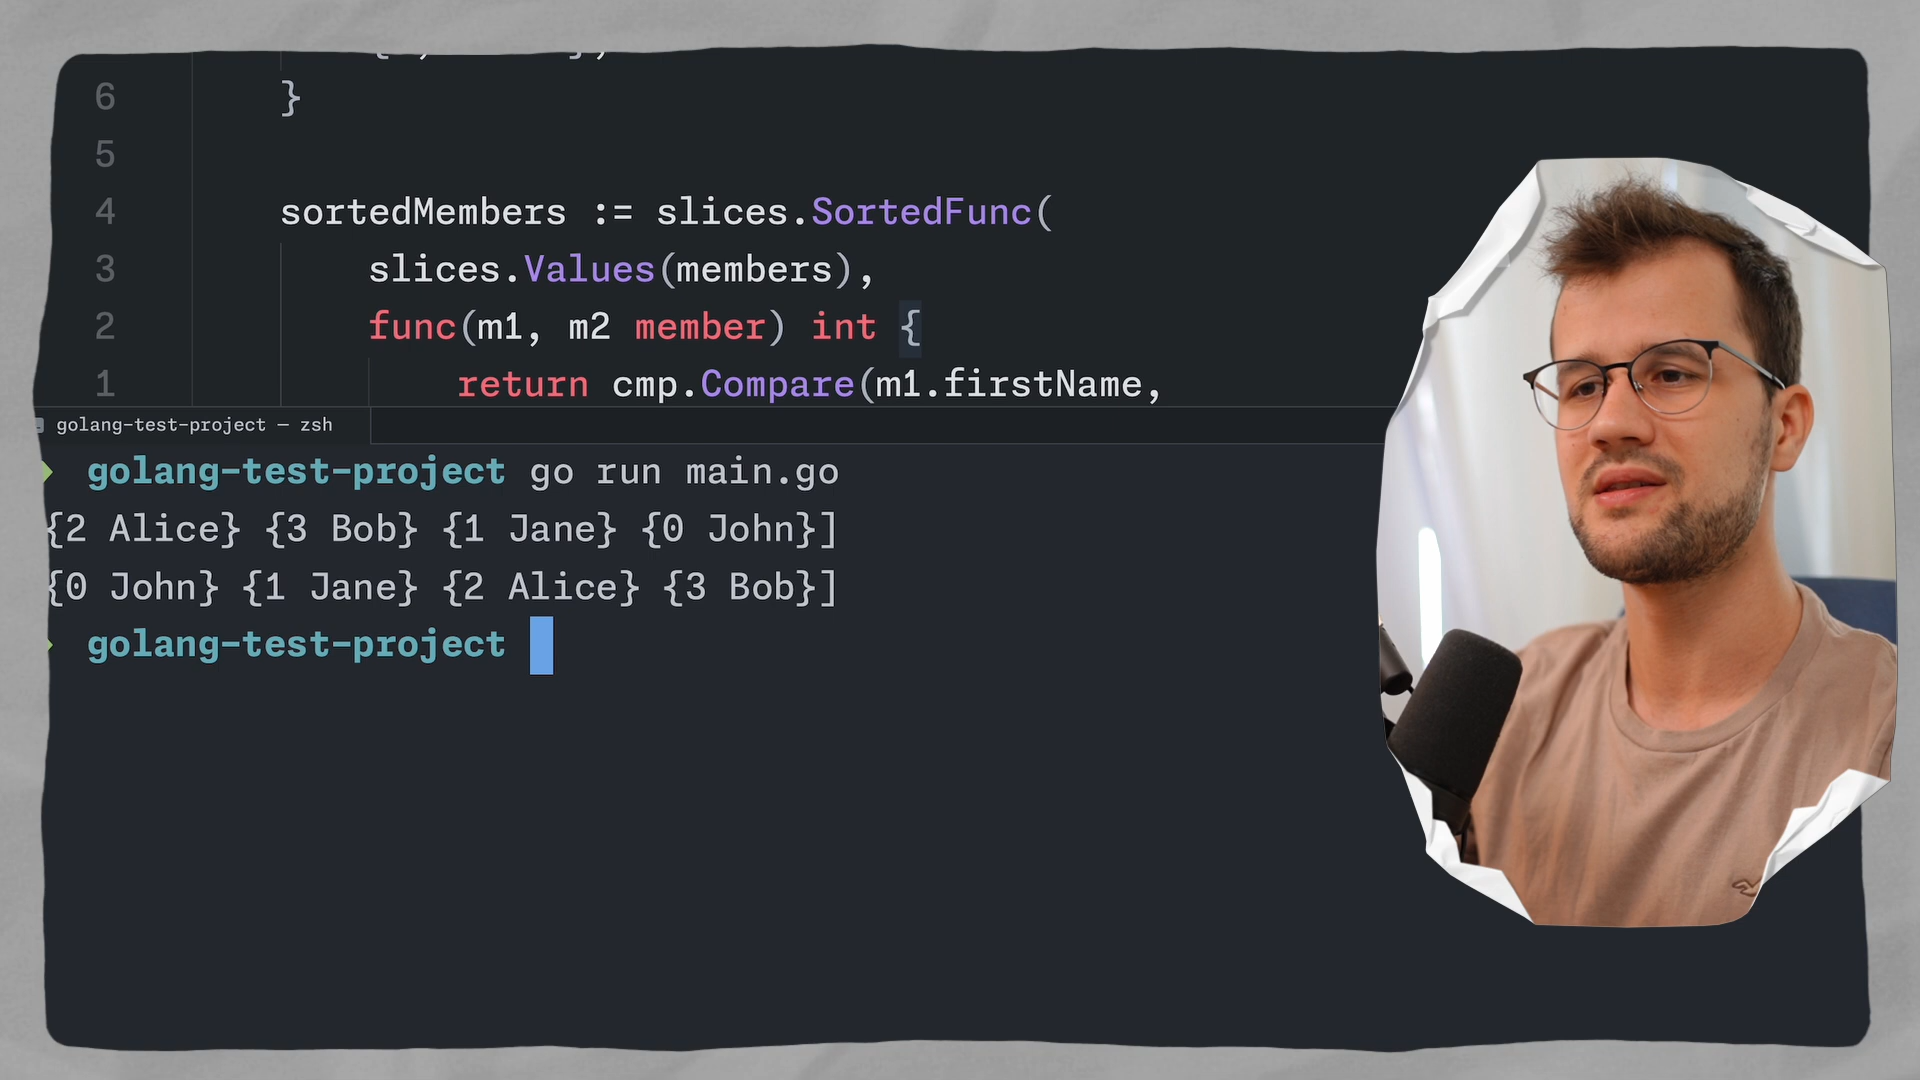 6 }
5
4 sortedMembers := slices.SortedFunc(
3 slices.Values(members),
2 func(m1, m2 member) int {
1 return cmp.Compare(m1.firstName,
golang-test-project — zsh
golang-test-project go run main.go
{2 Alice} {3 Bob} {1 Jane} {0 John}]
{0 John} {1 Jane} {2 Alice} {3 Bob}]
golang-test-project